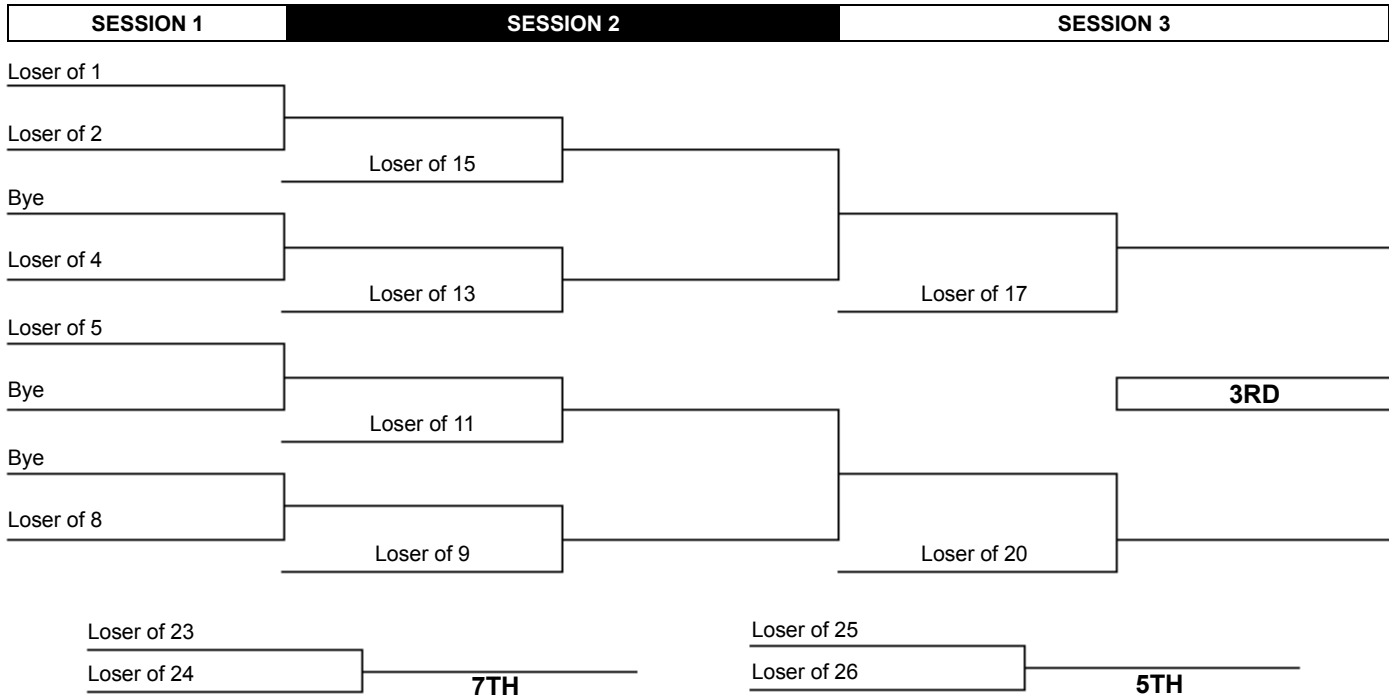 SESSION 1
SESSION 2
SESSION 3
Loser of 1
Loser of 2
Loser of 15
Bye
Loser of 4
Loser of 13
Loser of 17
Loser of 5
Bye
3RD
Loser of 11
Bye
Loser of 8
Loser of 9
Loser of 20
Loser of 23
Loser of 24
7TH
Loser of 25
Loser of 26
5TH